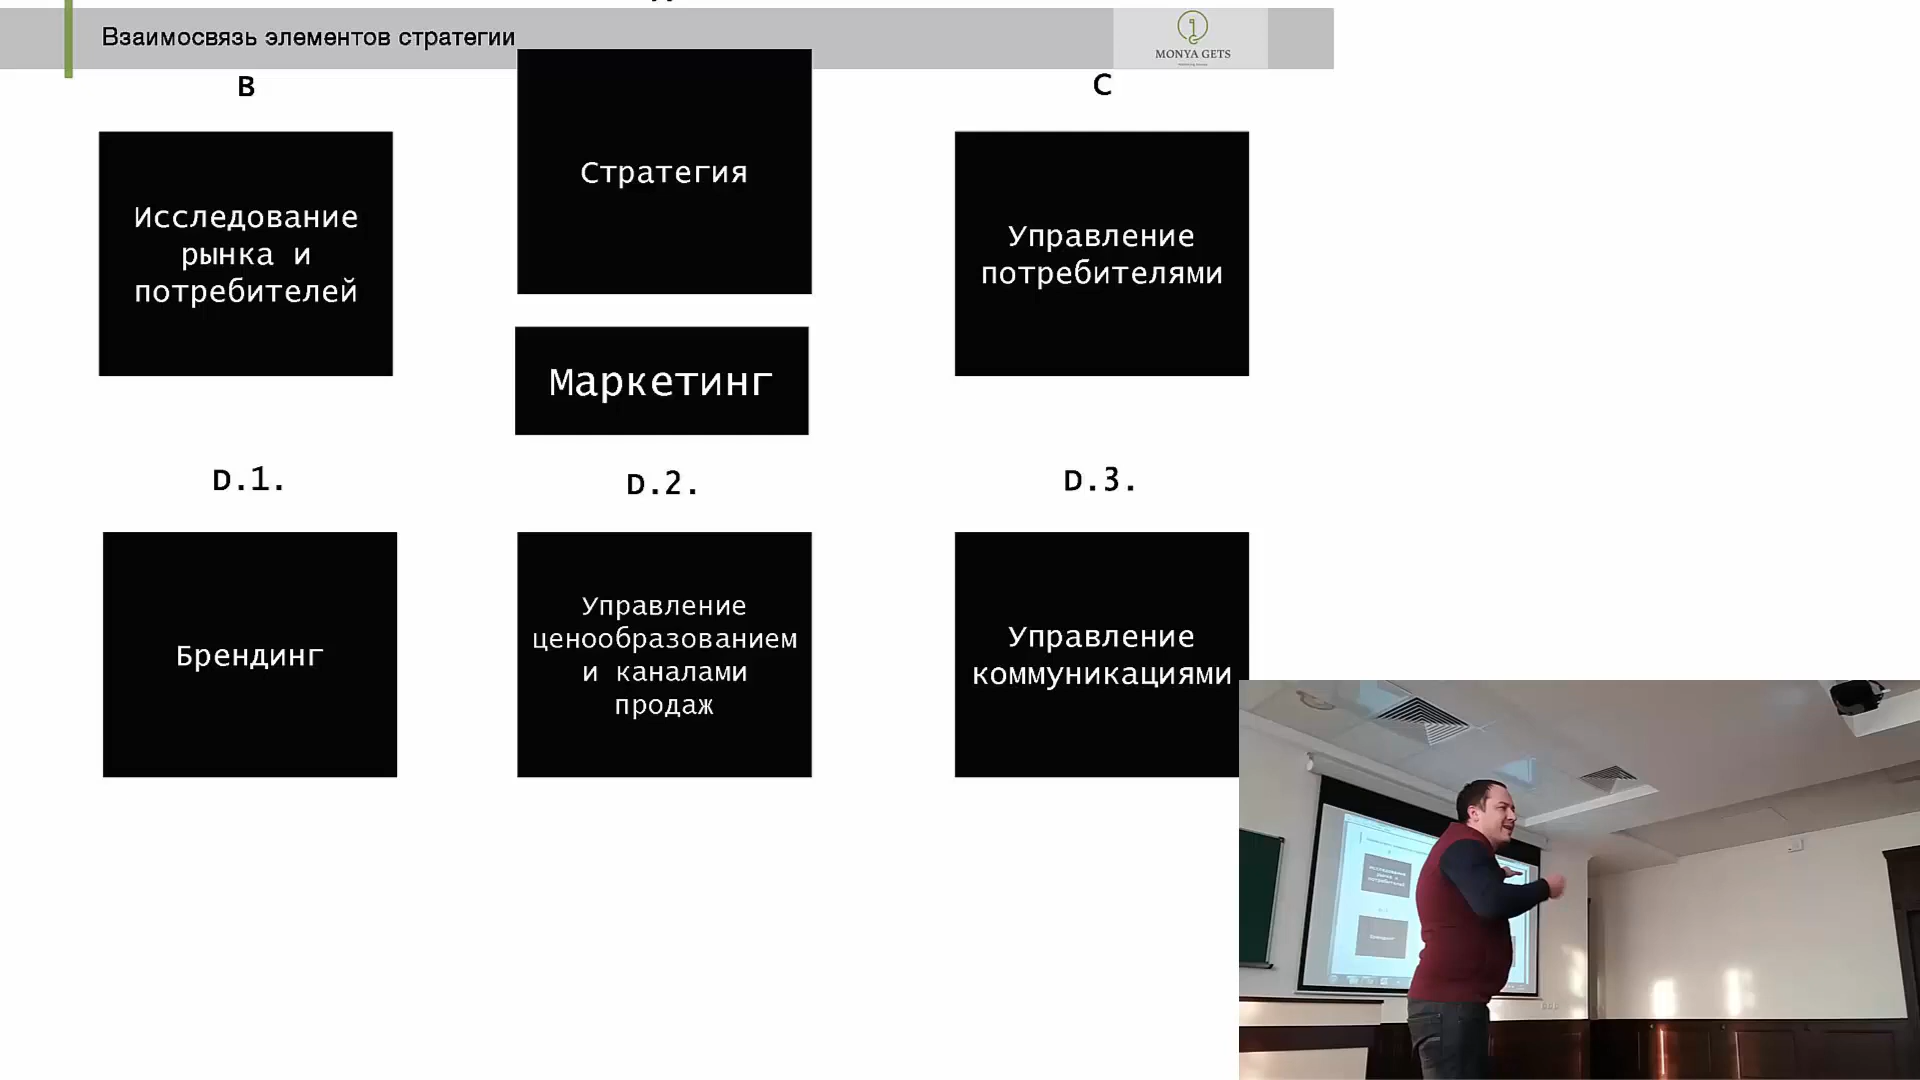 Взаимосвязь элементов стратегии
MONYA GETS
B
C
Стратегия
Исследование
рынка и
потребителей
Управление
потребителями
Маркетинг
D.1.
D.2.
D.3.
Брендинг
Управление
ценообразованием
и каналами
продаж
Управление
коммуникациями